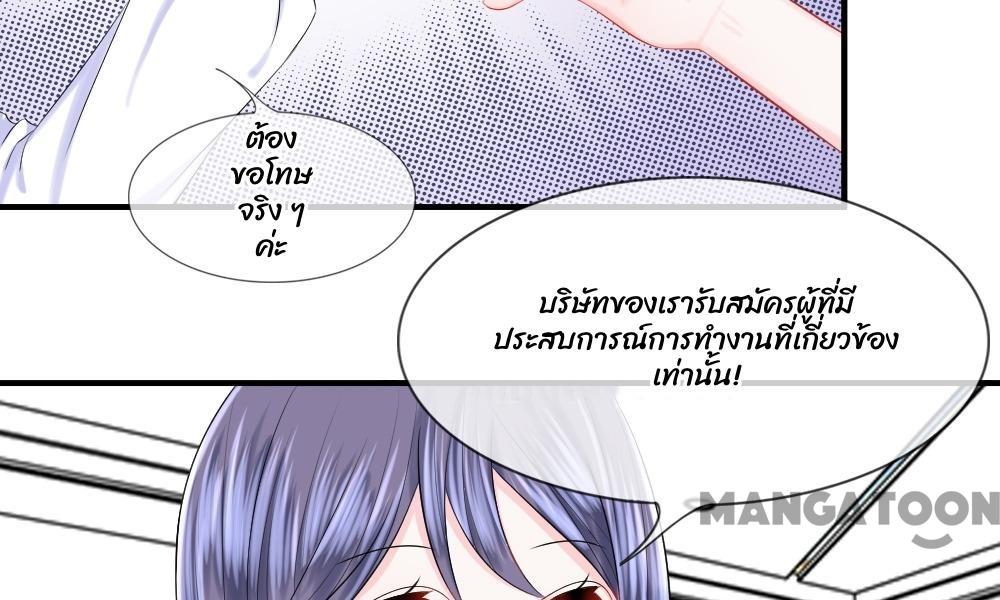 ต้อง
ขอโทษ
จริง ๆ
ค่ะ
บริษัทของเรารับสมัครผู้ที่มี
ประสบการณ์การทำงานที่เกี่ยวข้อง
เท่านั้น!
MANGATOON